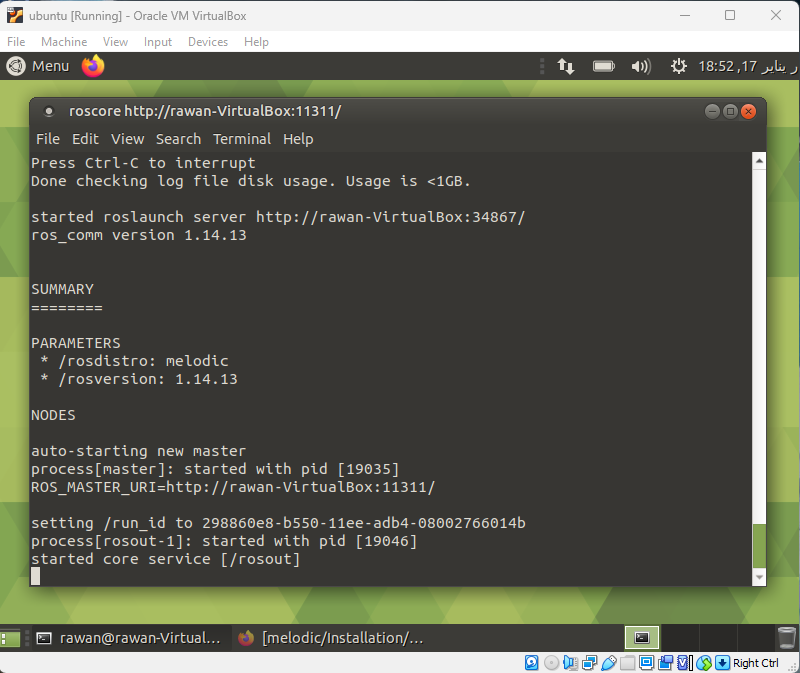 ubuntu [Running] - Oracle VM VirtualBox
File Machine View Input Devices Help
Menu
18:52 ,17 ر يناير
roscore http://rawan-VirtualBox:11311/
File Edit View Search Terminal Help
Press Ctrl-C to interrupt
Done checking log file disk usage. Usage is <1GB.
started roslaunch server http://rawan-VirtualBox:34867/
ros_comm version 1.14.13
SUMMARY
========
PARAMETERS
* /rosdistro: melodic
* /rosversion: 1.14.13
NODES
auto-starting new master
process[master]: started with pid [19035]
ROS_MASTER_URI=http://rawan-VirtualBox:11311/
setting /run_id to 298860e8-b550-11ee-adb4-08002766014b
process[rosout-1]: started with pid [19046]
started core service [/rosout]
rawan@rawan-Virtual...
[melodic/Installation/...
Right Ctrl